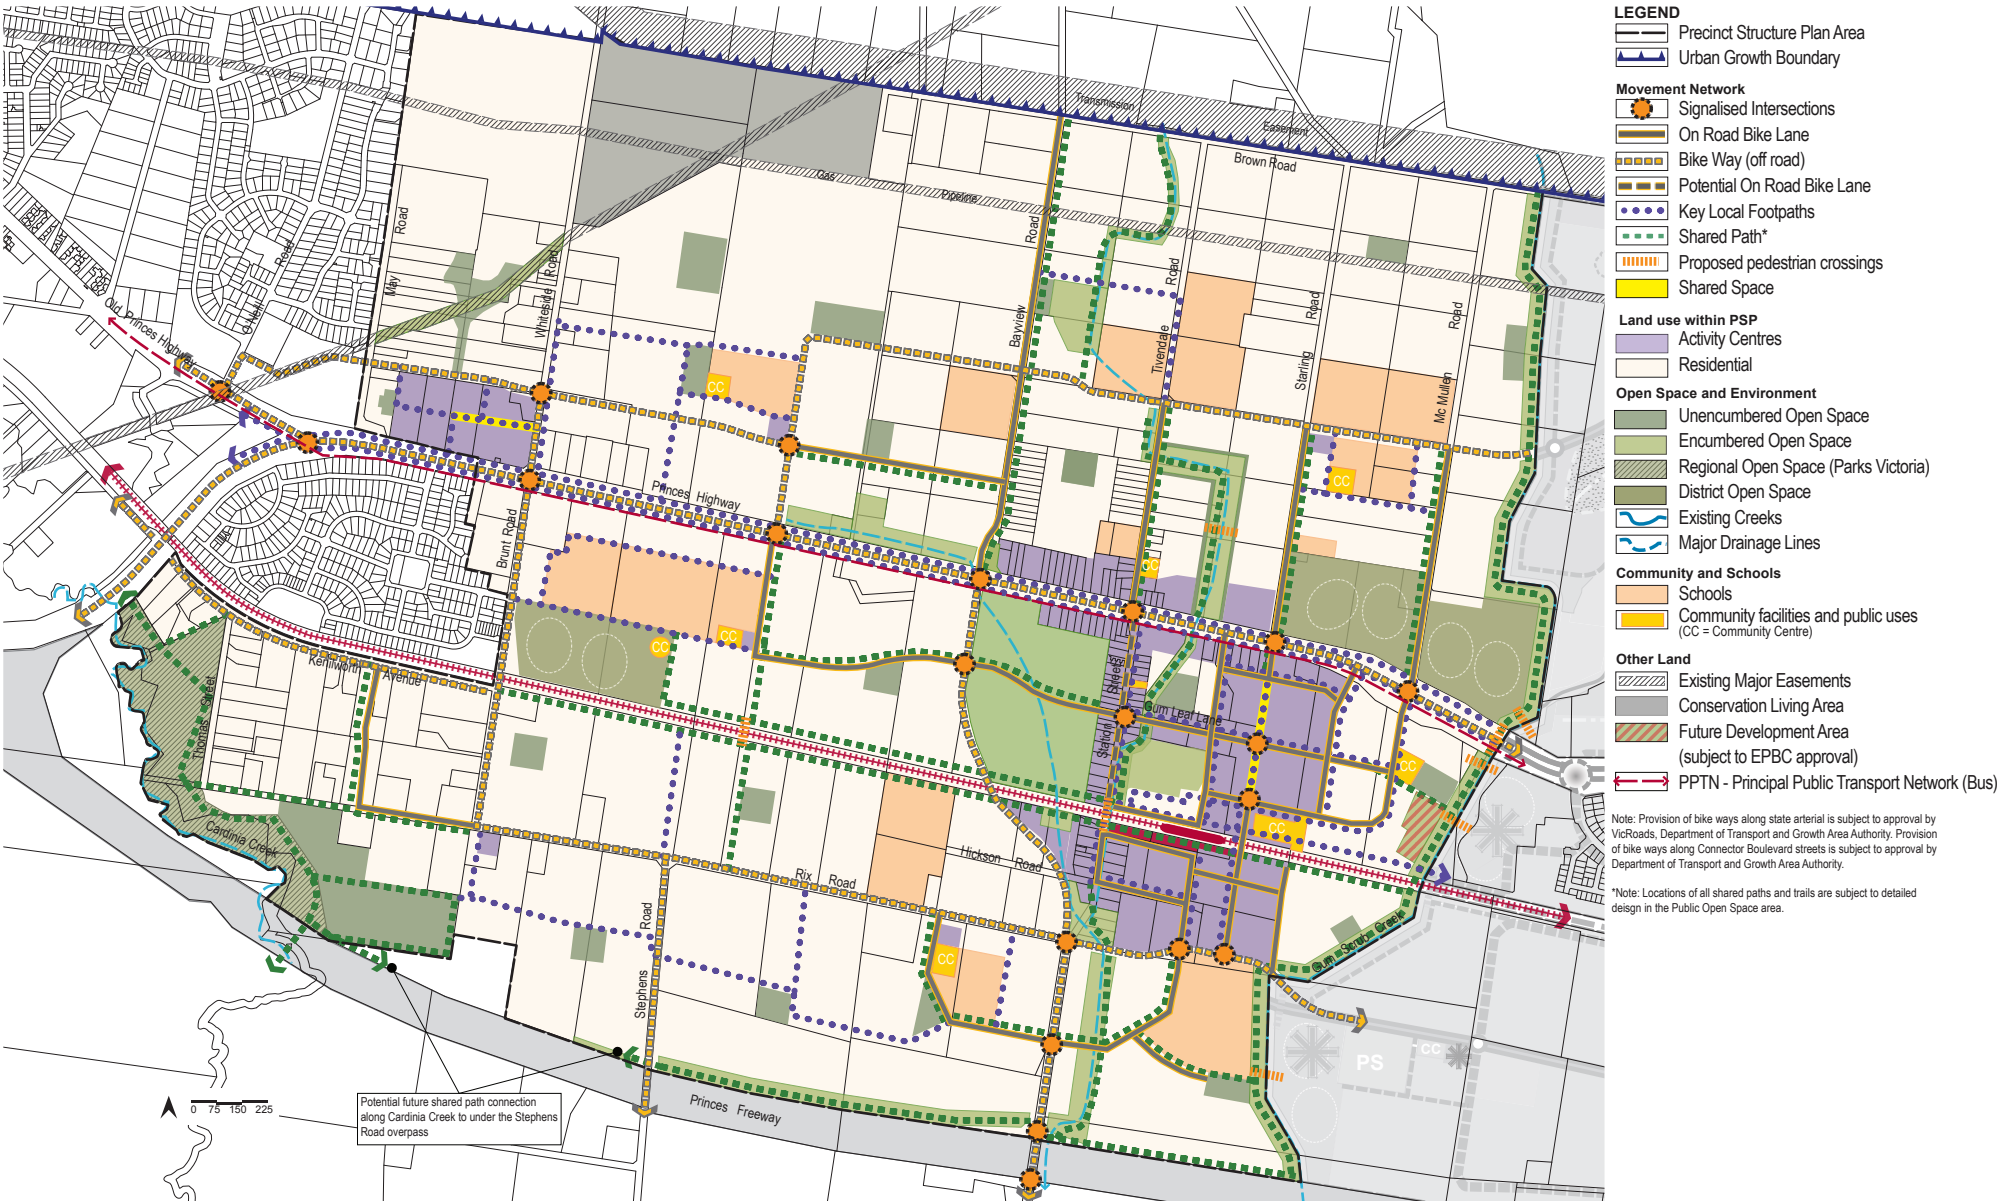 LEGEND
Precinct Structure Plan Area
Urban Growth Boundary
Movement Network
Signalised Intersections
On Road Bike Lane
Bike Way (off road)
Potential On Road Bike Lane
Key Local Footpaths
Shared Path*
Proposed pedestrian crossings
Shared Space
Land use within PSP
Activity Centres
Residential
Open Space and Environment
Unencumbered Open Space
Encumbered Open Space
Regional Open Space (Parks Victoria)
District Open Space
Existing Creeks
Major Drainage Lines
Community and Schools
Schools
Community facilities and public uses
(CC = Community Centre)
Other Land
Existing Major Easements
Conservation Living Area
Future Development Area
(subject to EPBC approval)
PPTN - Principal Public Transport Network (Bus)
Note: Provision of bike ways along state arterial is subject to approval by
VicRoads, Department of Transport and Growth Area Authority. Provision
of bike ways along Connector Boulevard streets is subject to approval by
Department of Transport and Growth Area Authority.
*Note: Locations of all shared paths and trails are subject to detailed
deisgn in the Public Open Space area.
Transmission
Easement
Brown Road
Gas
Pipeline
May Road
Whiteside Road
O'Neil Road
Old Princes Highway
Bayview Road
Tivendale Road
Starling Road
Mc Mullen Road
Princes Highway
Brunt Road
Kenilworth Avenue
Thomas Street
Cardinia Creek
Station Street
Gum Leaf Lane
Hickson Road
Rix Road
Stephens Road
Gum Scrub Creek
Princes Freeway
CC
CC
CC
CC
CC
CC
CC
CC
CC
PS
Potential future shared path connection
along Cardinia Creek to under the Stephens
Road overpass
0 75 150 225